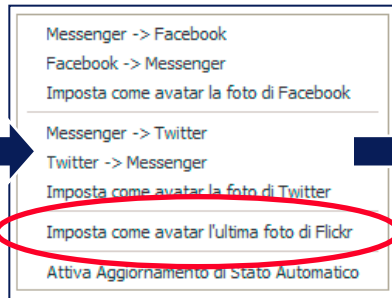 Messenger -> Facebook
Facebook -> Messenger
Imposta come avatar la foto di Facebook
Messenger -> Twitter
Twitter -> Messenger
Imposta come avatar la foto di Twitter
Imposta come avatar l'ultima foto di Flickr
Attiva Aggiornamento di Stato Automatico